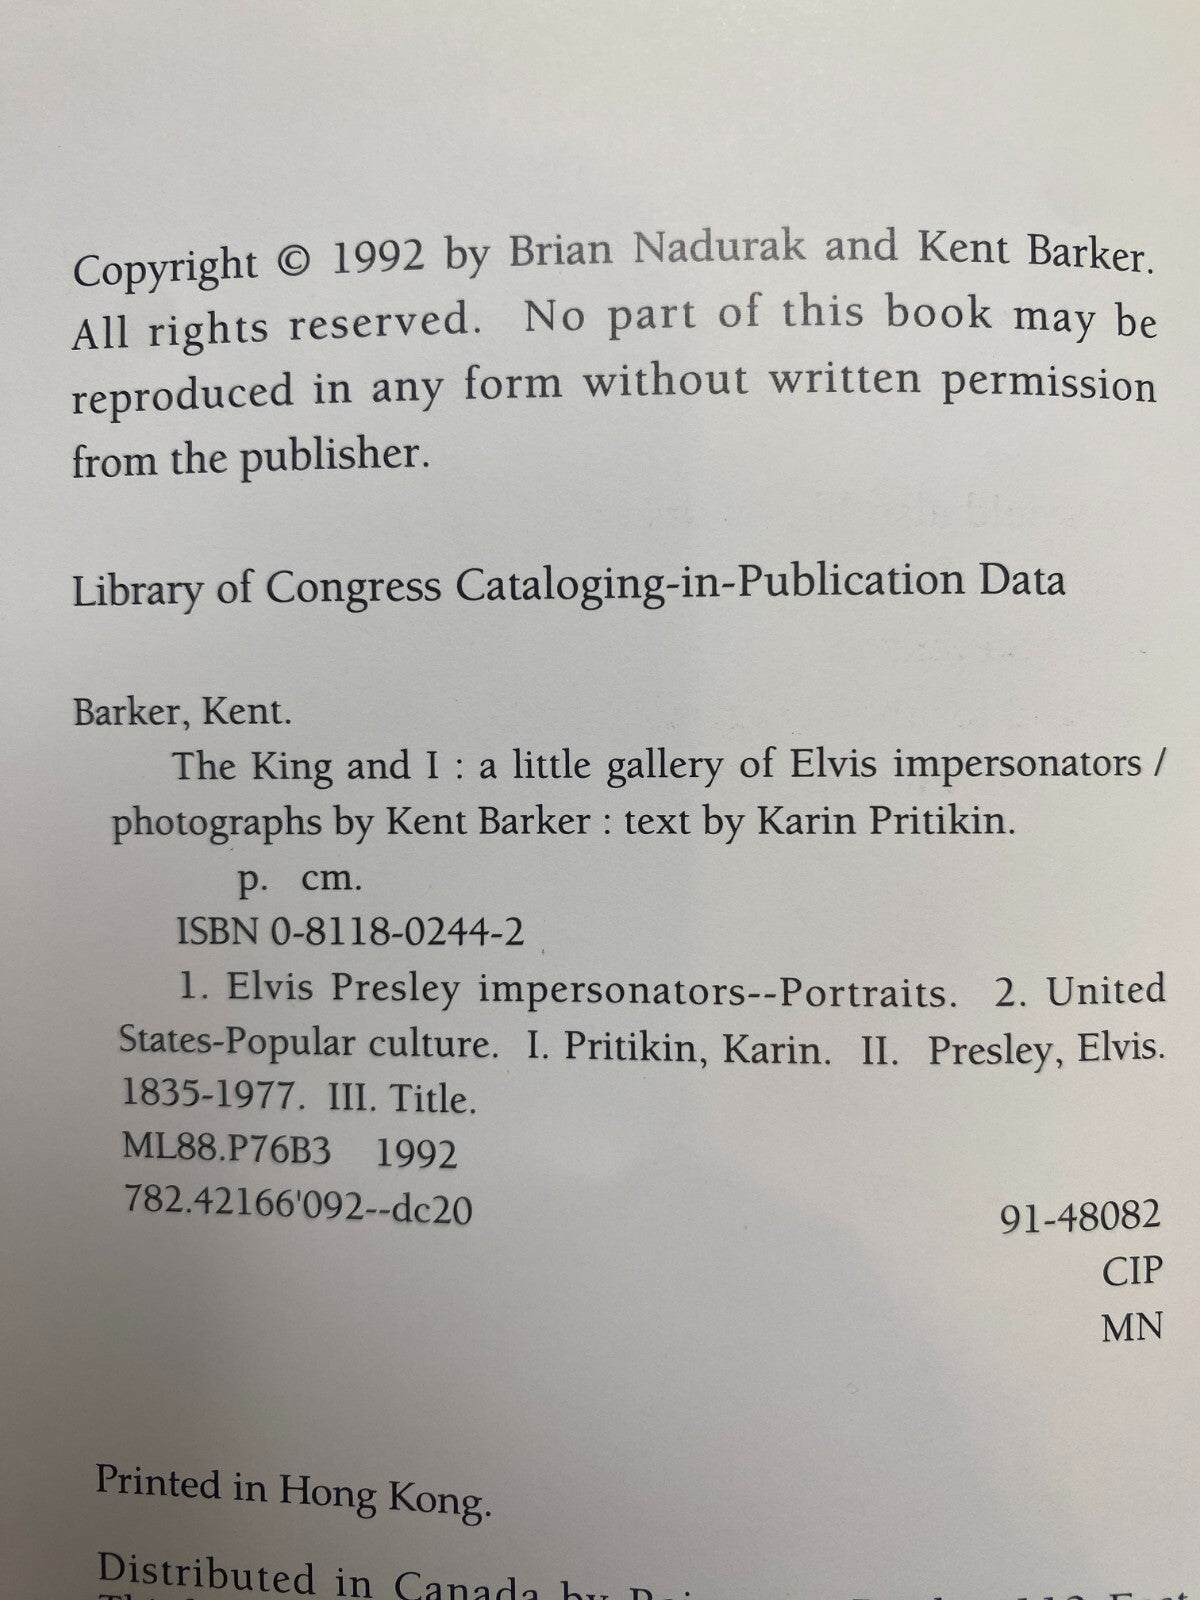 Copyright © 1992 by Brian Nadurak and Kent Barker.
All rights reserved. No part of this book may be
reproduced in any form without written permission
from the publisher.
Library of Congress Cataloging-in-Publication Data
Barker, Kent.
The King and I : a little gallery of Elvis impersonators /
photographs by Kent Barker : text by Karin Pritikin.
p. cm.
ISBN 0-8118-0244-2
1. Elvis Presley impersonators--Portraits. 2. United
States-Popular culture. I. Pritikin, Karin. II. Presley, Elvis.
1835-1977. III. Title.
ML88.P76B3 1992
782.42166'092--dc20
91-48082
CIP
MN
Printed in Hong Kong.
Distributed in Canada by